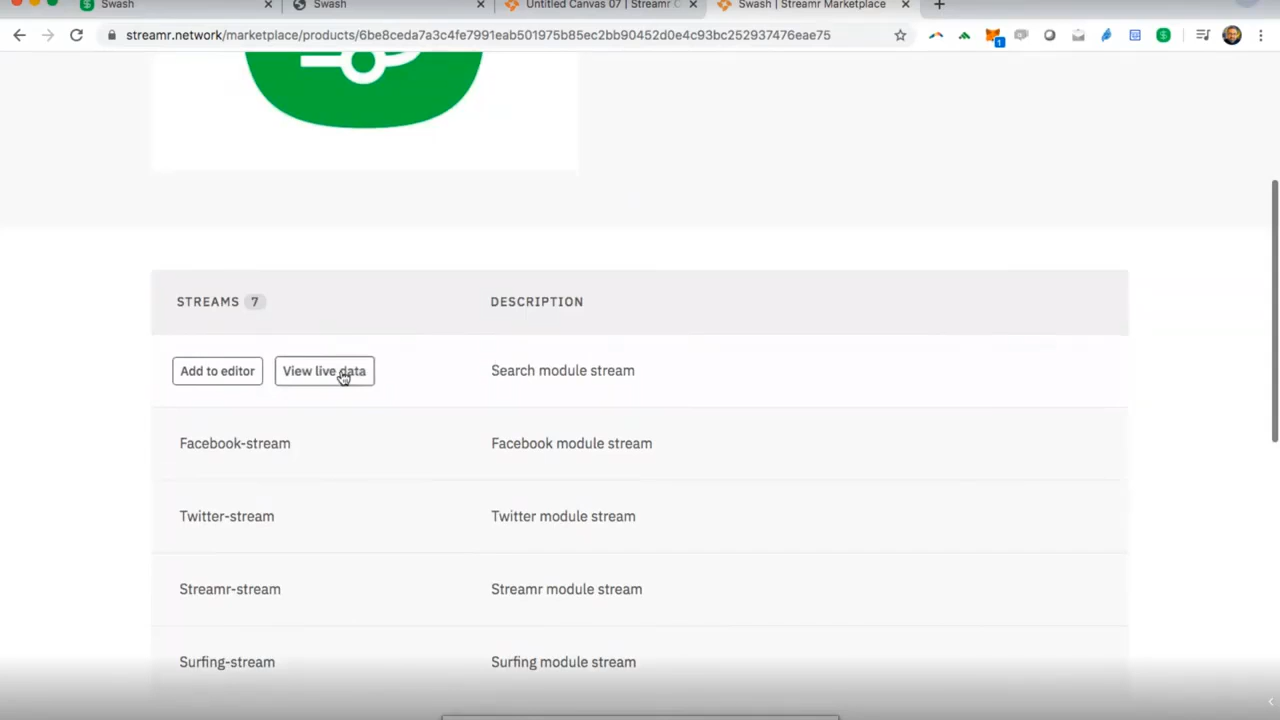 Swash
Swash
Untitled Canvas 07 | Streamr C
Swash | Streamr Marketplace
streamr.network/marketplace/products/6be8ceda7a3c4fe7991eab501975b85ec2bb90452d0e4c93bc252937476eae75
1
STREAMS 7
DESCRIPTION
Add to editor
View live data
Search module stream
Facebook-stream
Facebook module stream
Twitter-stream
Twitter module stream
Streamr-stream
Streamr module stream
Surfing-stream
Surfing module stream